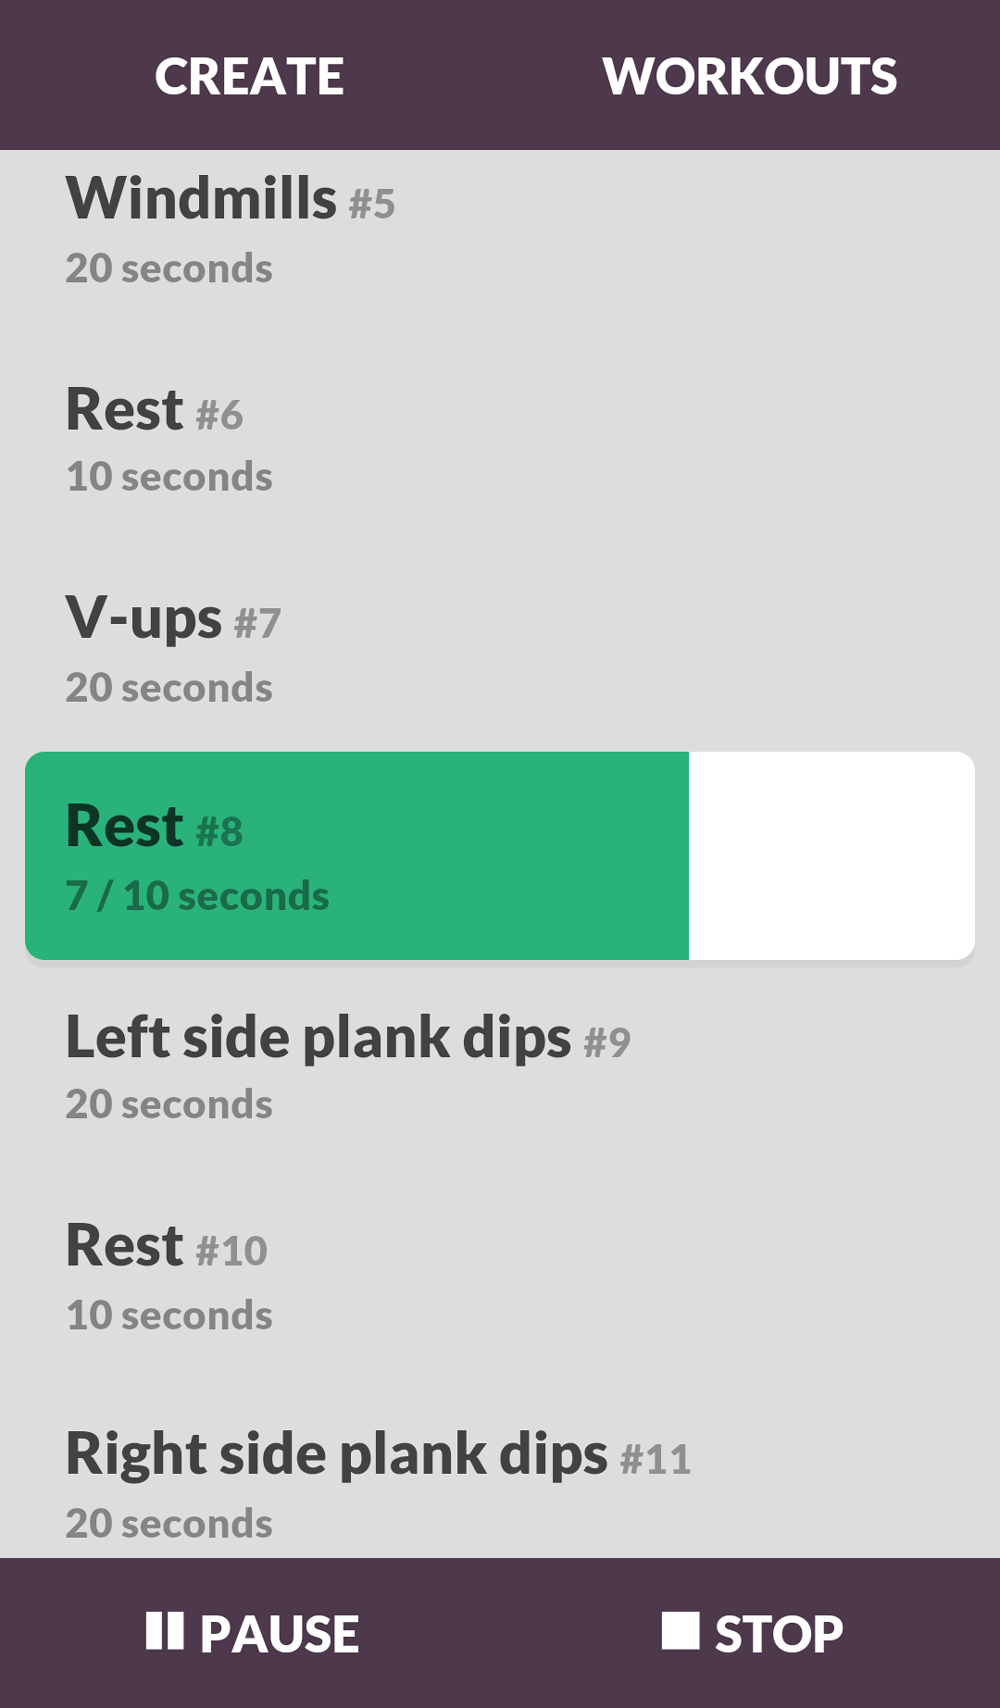 CREATE WORKOUTS
Windmills #5
20 seconds
Rest #6
10 seconds
V-ups #7
20 seconds
Rest #8
7 / 10 seconds
Left side plank dips #9
20 seconds
Rest #10
10 seconds
Right side plank dips #11
20 seconds
PAUSE STOP